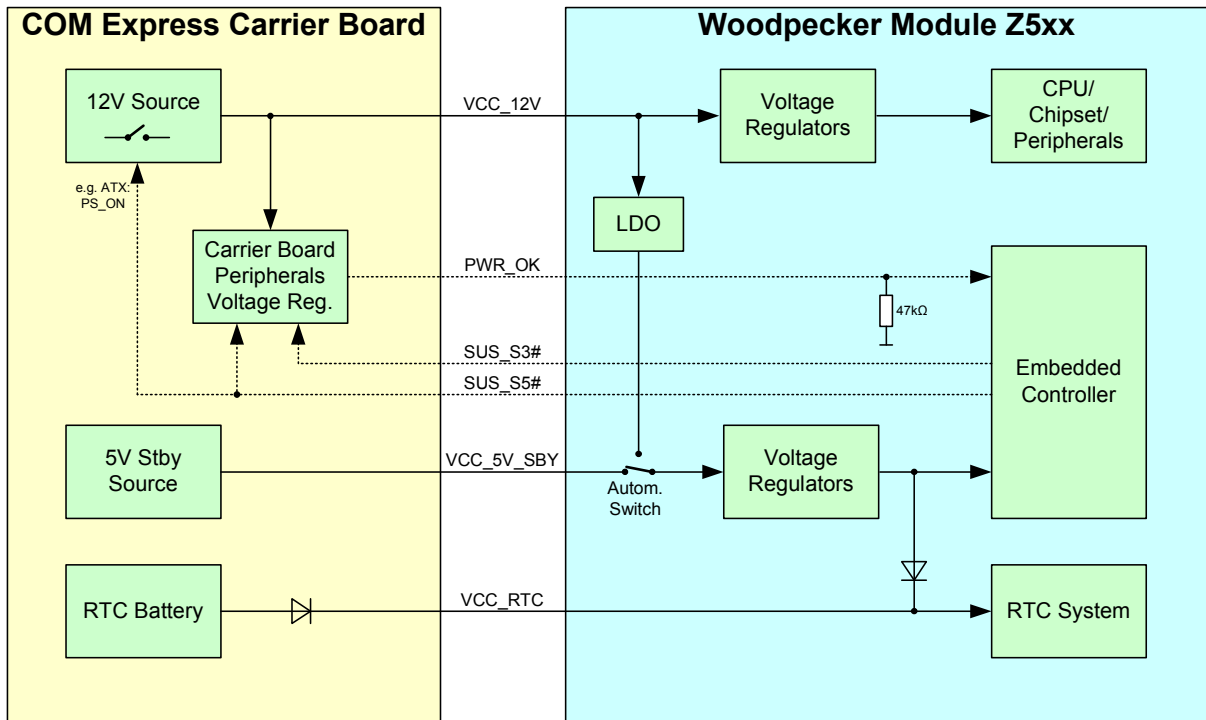 COM Express Carrier Board
Woodpecker Module Z5xx
12V Source
VCC_12V
Voltage
Regulators
CPU/
Chipset/
Peripherals
e.g. ATX:
PS_ON
LDO
Carrier Board
Peripherals
Voltage Reg.
PWR_OK
47kΩ
SUS_S3#
SUS_S5#
Embedded
Controller
5V Stby
Source
VCC_5V_SBY
Autom.
Switch
Voltage
Regulators
RTC Battery
VCC_RTC
RTC System